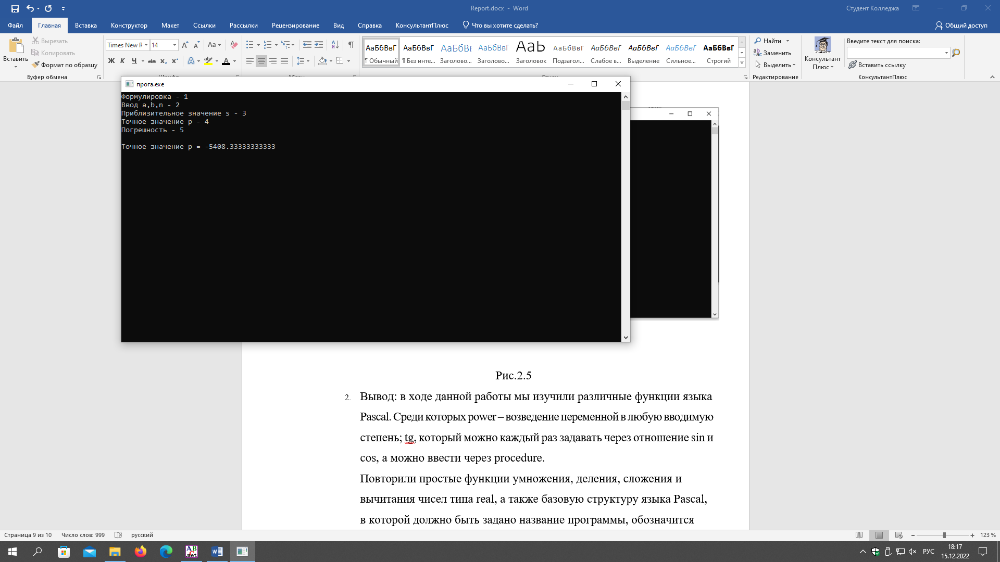 Report.docx - Word
Студент Колледжа
Файл
Главная
Вставка
Конструктор
Макет
Ссылки
Рассылки
Рецензирование
Вид
Справка
КонсультантПлюс
Что вы хотите сделать?
Общий доступ
Вставить
Вырезать
Копировать
Формат по образцу
Буфер обмена
Times New R
14
Aa
Ж К Ч abc x₂ x²
АаБбВвГ
¶ Обычный
АаБбВвГ
¶ Без инте...
АаБбВв
Заголово...
АаБбВвГ
Заголово...
Aab
Заголовок
АаБбВвГ
Подзагол...
АаБбВвГ
Слабое в...
АаБбВвГ
Выделение
АаБбВвГ
Сильное...
АаБбВвГ
Строгий
Найти
Заменить
Выделить
Редактирование
Консультант
Плюс
Введите текст для поиска:
Вставить ссылку
КонсультантПлюс
прога.exe
Формулировка - 1
Ввод a,b,n - 2
Приблизительное значение s - 3
Точное значение p - 4
Погрешность - 5
Точное значение p = -5408.33333333333
Рис.2.5
2. Вывод: в ходе данной работы мы изучили различные функции языка
Pascal. Среди которых power – возведение переменной в любую вводимую
степень; tg, который можно каждый раз задавать через отношение sin и
cos, а можно ввести через procedure.
Повторили простые функции умножения, деления, сложения и
вычитания чисел типа real, а также базовую структуру языка Pascal,
в которой должно быть задано название программы, обозначится
Страница 9 из 10
Число слов: 999
русский
123 %
РУС
18:17
15.12.2022